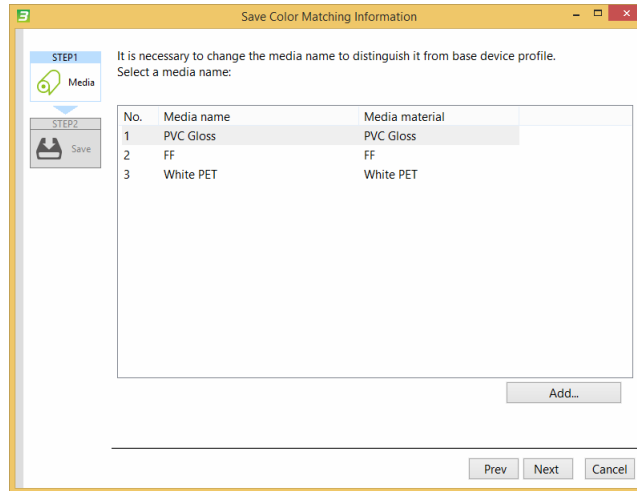 Save Color Matching Information
STEP1
Media
STEP2
Save
It is necessary to change the media name to distinguish it from base device profile.
Select a media name:
No. Media name Media material
1 PVC Gloss PVC Gloss
2 FF FF
3 White PET White PET
Add...
Prev Next Cancel